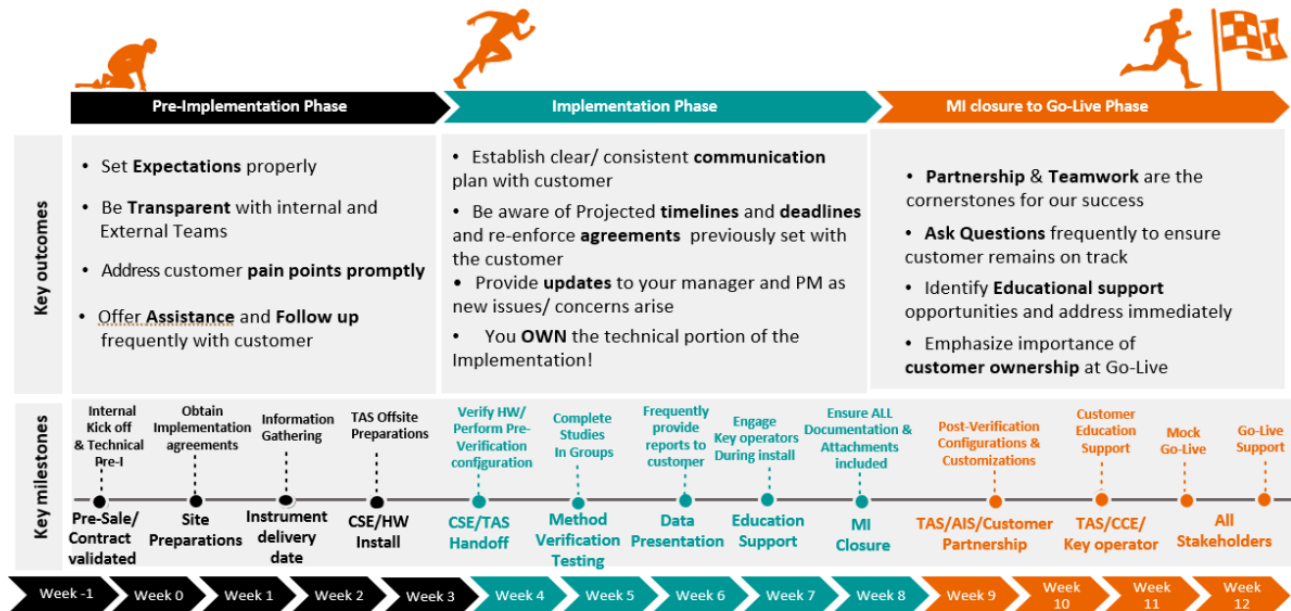 Pre-Implementation Phase
Implementation Phase
MI closure to Go-Live Phase
Key outcomes
• Set Expectations properly
• Be Transparent with internal and
External Teams
• Address customer pain points promptly
• Offer Assistance and Follow up
frequently with customer
• Establish clear/ consistent communication
plan with customer
• Be aware of Projected timelines and deadlines
and re-enforce agreements previously set with
the customer
• Provide updates to your manager and PM as
new issues/ concerns arise
• You OWN the technical portion of the
Implementation!
• Partnership & Teamwork are the
cornerstones for our success
• Ask Questions frequently to ensure
customer remains on track
• Identify Educational support
opportunities and address immediately
• Emphasize importance of
customer ownership at Go-Live
Key milestones
Internal
Kick off
& Technical
Pre-I
Obtain
Implementation
agreements
Information
Gathering
TAS Offsite
Preparations
Verify HW/
Perform Pre-
Verification
configuration
Complete
Studies
In Groups
Frequently
provide
reports to
customer
Engage
Key operators
During install
Ensure ALL
Documentation &
Attachments
included
Post-Verification
Configurations &
Customizations
Customer
Education
Support
Mock
Go-Live
Go-Live
Support
Pre-Sale/
Contract
validated
Site
Preparations
Instrument
delivery
date
CSE/HW
Install
CSE/TAS
Handoff
Method
Verification
Testing
Data
Presentation
Education
Support
MI
Closure
TAS/AIS/Customer
Partnership
TAS/CCE/
Key operator
All
Stakeholders
Week -1
Week 0
Week 1
Week 2
Week 3
Week 4
Week 5
Week 6
Week 7
Week 8
Week 9
Week
10
Week
11
Week
12